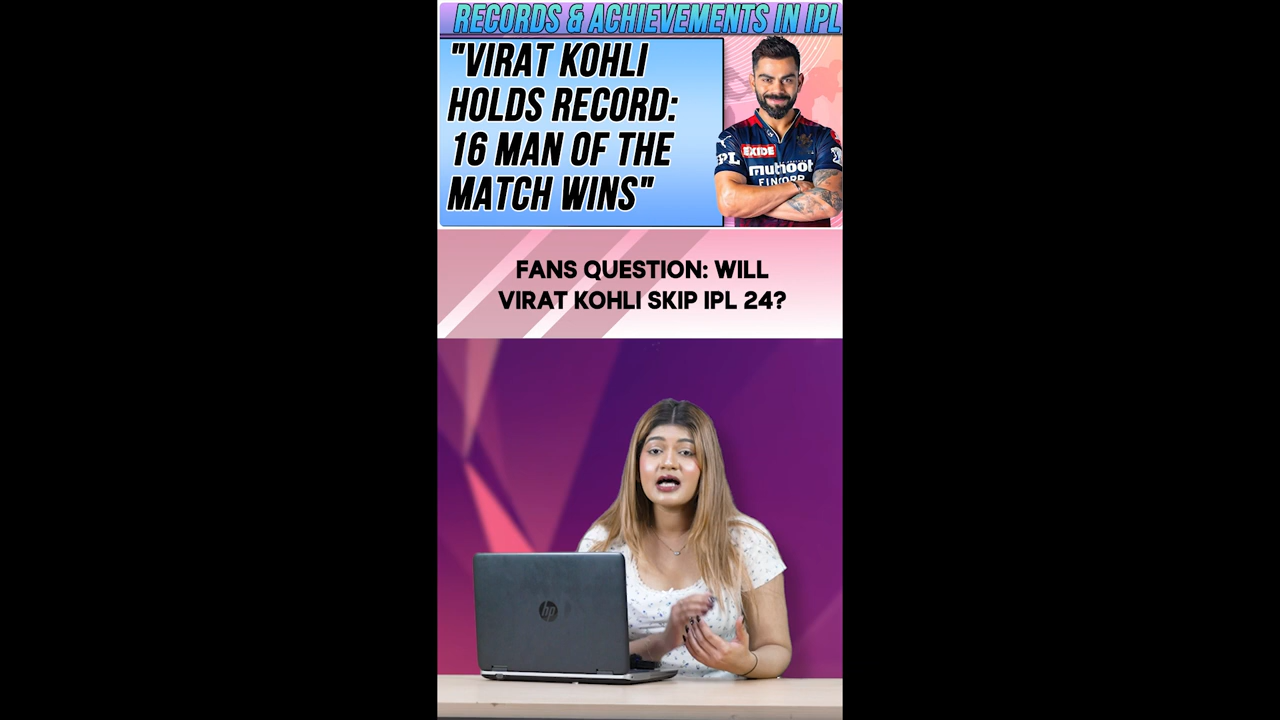 RECORDS & ACHIEVEMENTS IN IPL
"VIRAT KOHLI
HOLDS RECORD:
16 MAN OF THE
MATCH WINS"
IPL
EXIDE
muthoot
FINCORP
FANS QUESTION: WILL
VIRAT KOHLI SKIP IPL 24?
hp